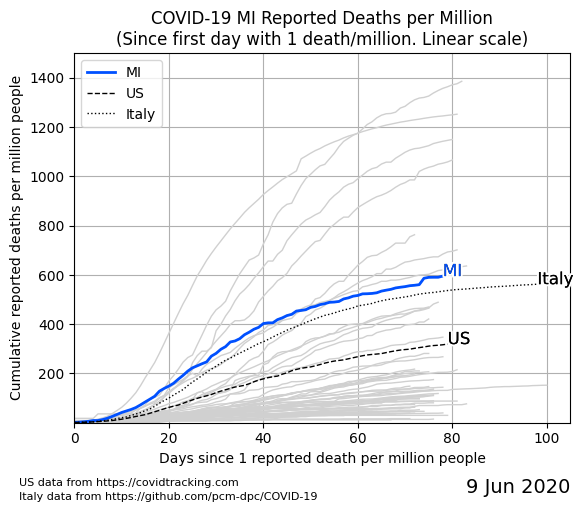 COVID-19 MI Reported Deaths per Million
(Since first day with 1 death/million. Linear scale)
Cumulative reported deaths per million people
1400
1200
1000
800
600
400
200
MI
US
Italy
MI
Italy
US
0
20
40
60
80
100
Days since 1 reported death per million people
US data from https://covidtracking.com
Italy data from https://github.com/pcm-dpc/COVID-19
9 Jun 2020